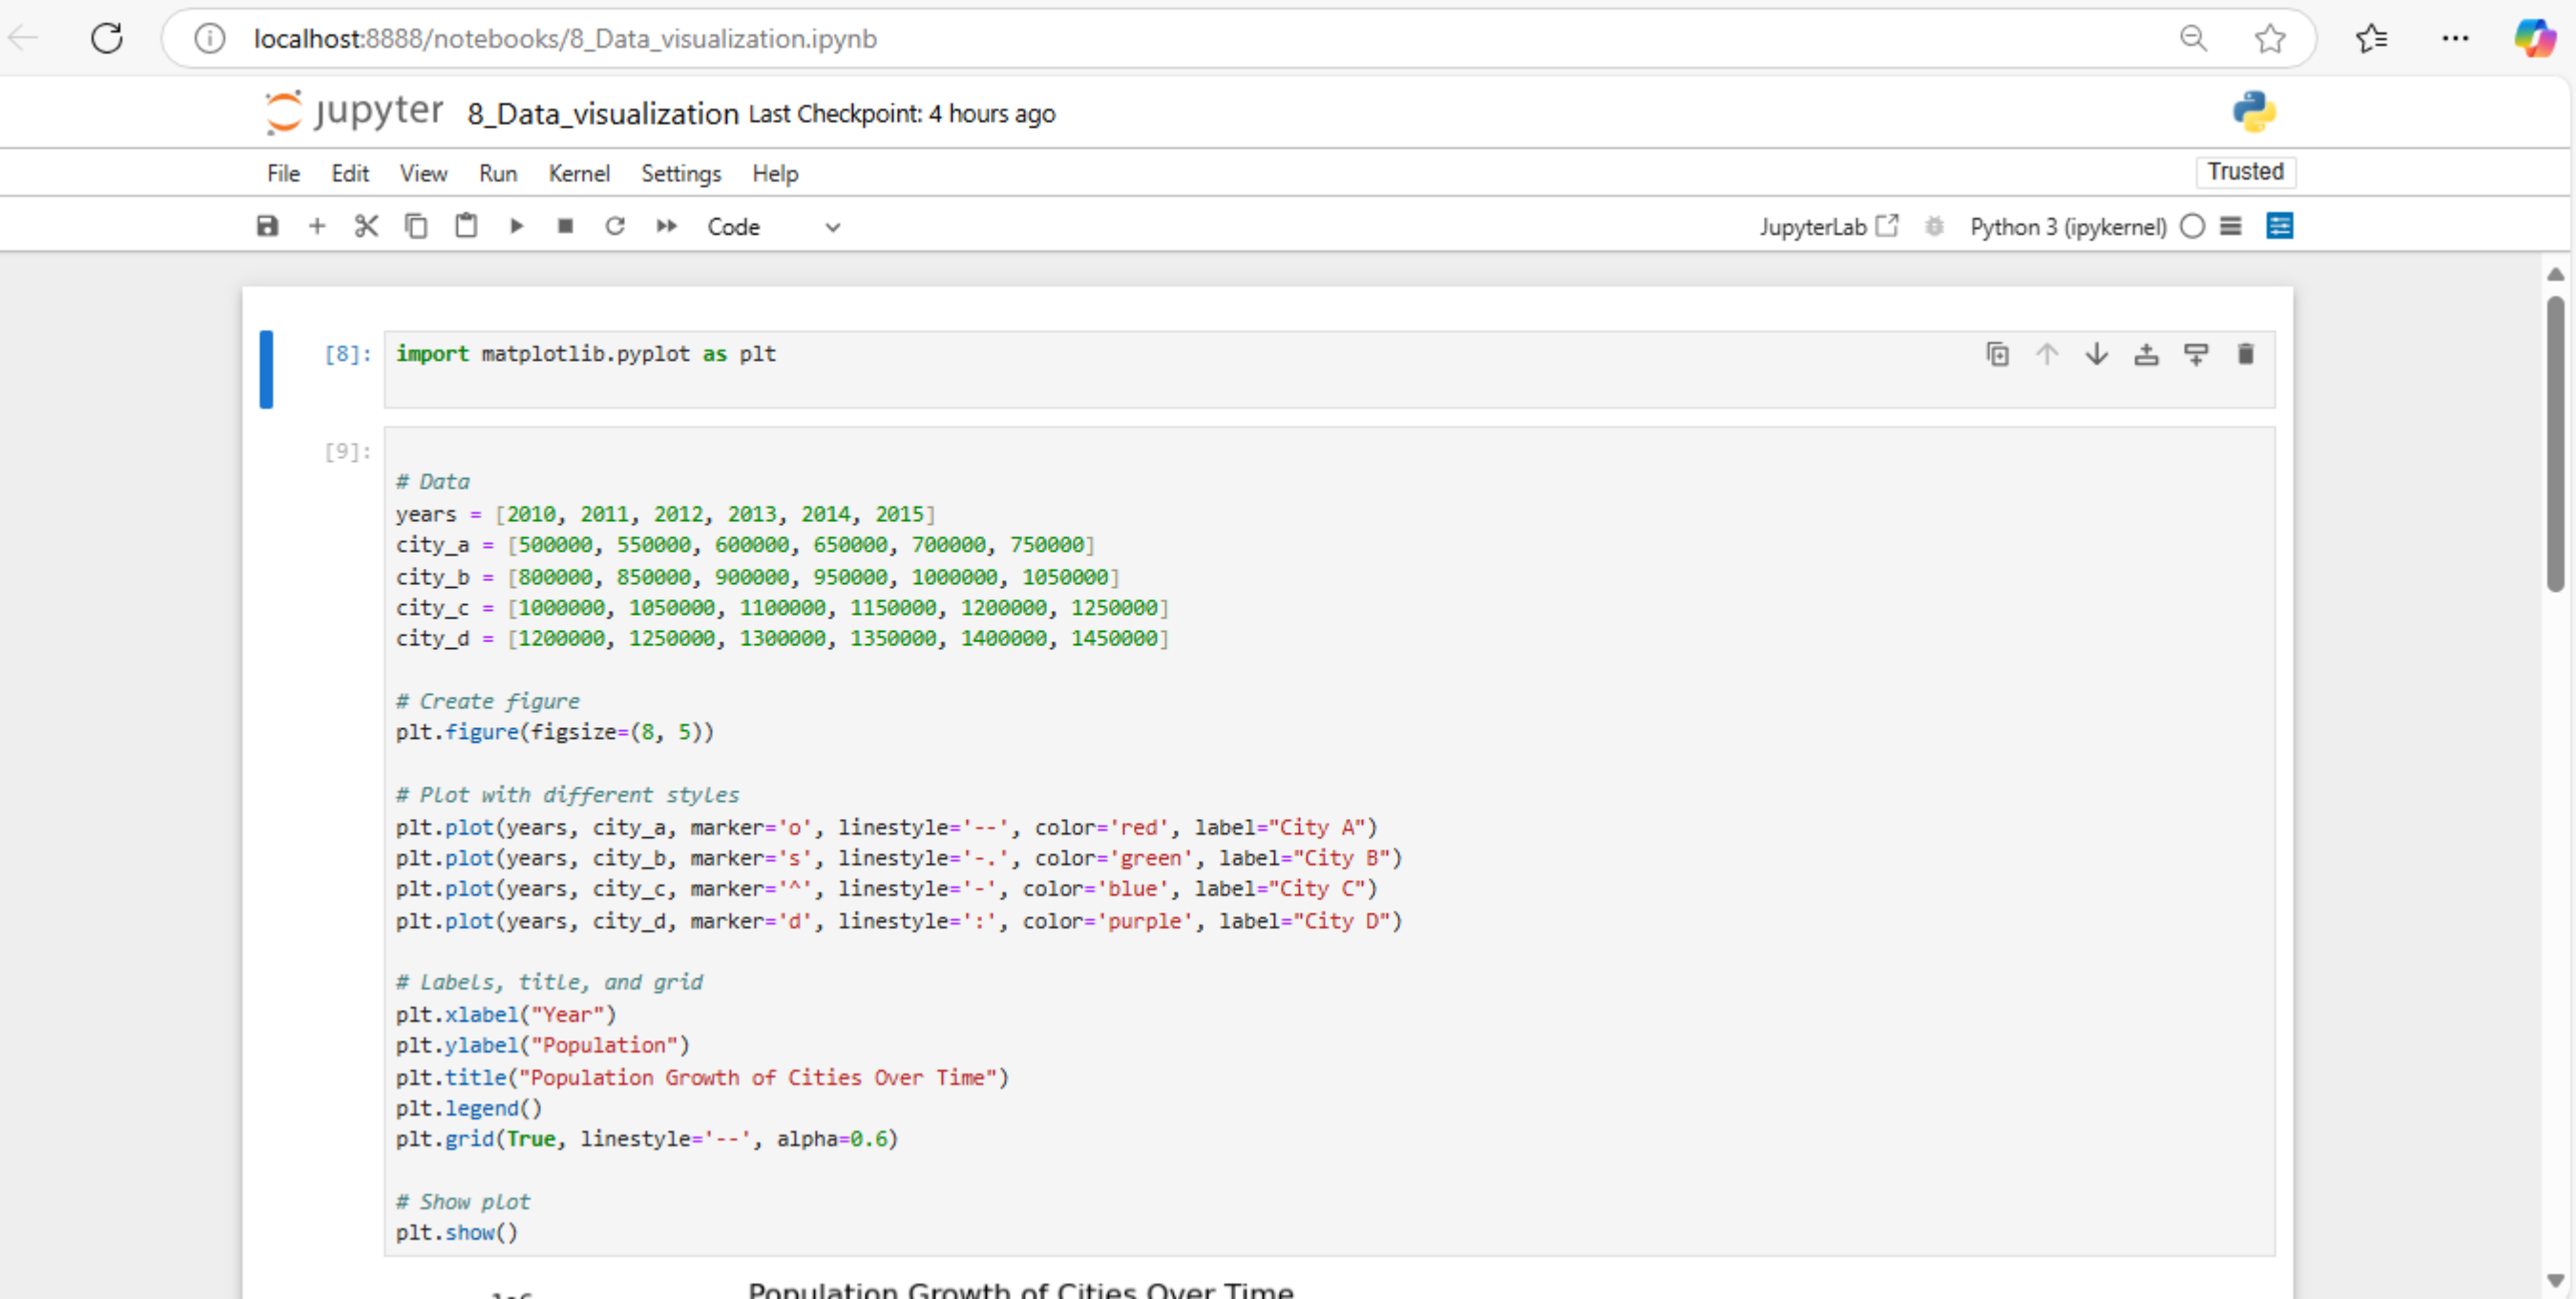 localhost:8888/notebooks/8_Data_visualization.ipynb
jupyter 8_Data_visualization Last Checkpoint: 4 hours ago
File Edit View Run Kernel Settings Help Trusted
Code JupyterLab Python 3 (ipykernel)
[8]: import matplotlib.pyplot as plt
[9]:
# Data
years = [2010, 2011, 2012, 2013, 2014, 2015]
city_a = [500000, 550000, 600000, 650000, 700000, 750000]
city_b = [800000, 850000, 900000, 950000, 1000000, 1050000]
city_c = [1000000, 1050000, 1100000, 1150000, 1200000, 1250000]
city_d = [1200000, 1250000, 1300000, 1350000, 1400000, 1450000]
# Create figure
plt.figure(figsize=(8, 5))
# Plot with different styles
plt.plot(years, city_a, marker='o', linestyle='--', color='red', label="City A")
plt.plot(years, city_b, marker='s', linestyle='-.', color='green', label="City B")
plt.plot(years, city_c, marker='^', linestyle='-', color='blue', label="City C")
plt.plot(years, city_d, marker='d', linestyle=':', color='purple', label="City D")
# Labels, title, and grid
plt.xlabel("Year")
plt.ylabel("Population")
plt.title("Population Growth of Cities Over Time")
plt.legend()
plt.grid(True, linestyle='--', alpha=0.6)
# Show plot
plt.show()
Population Growth of Cities Over Time